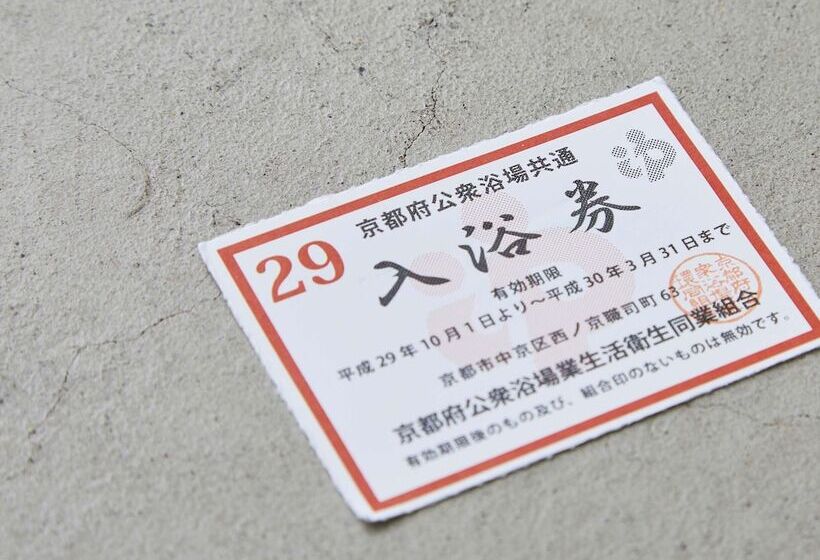 京都府公衆浴場共通
29
入浴券
有効期限
平成29年10月1日より～平成30年3月31日まで
京都市中京区西ノ京職司町63
京都府公衆浴場業生活衛生同業組合
有効期限後のもの及び、組合印のないものは無効です。